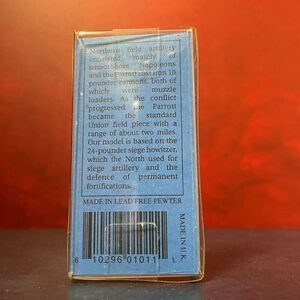 Northern field artillery
consisted mainly of
smoothbore Napoleons
and the Parrot cast iron 10
pounder cannons, both of
which were muzzle
loaders. As the conflict
progressed the Parrott
became the standard
Union field piece with a
range of about two miles.
Our model is based on the
24-pounder siege howitzer,
which the North used for
siege artillery and the
defence of permanent
fortifications.
MADE IN LEAD FREE PEWTER
MADE IN U.K.
6 10296 01011 1